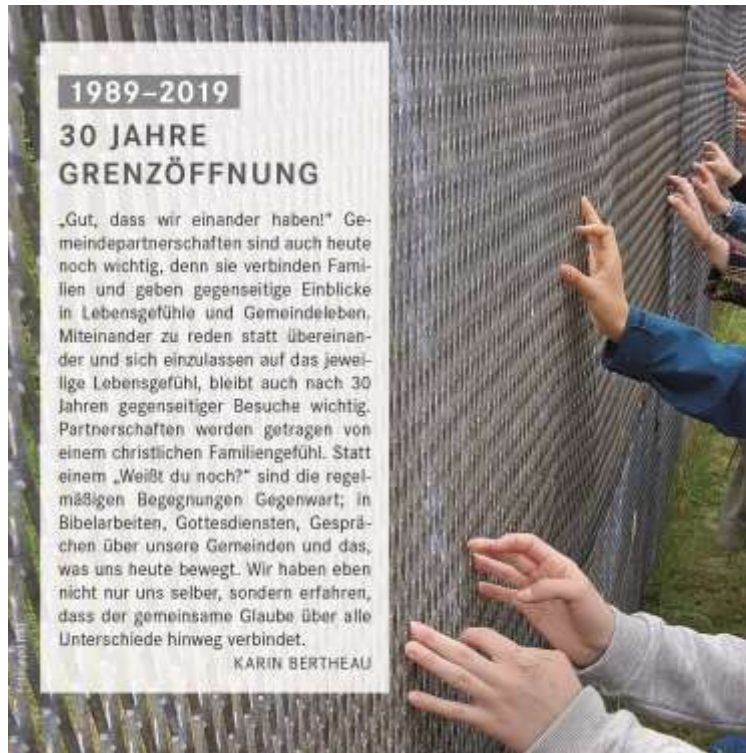 1989–2019
30 JAHRE
GRENZÖFFNUNG
„Gut, dass wir einander haben!“ Ge-
meindepartnerschaften sind auch heute
noch wichtig, denn sie verbinden Fami-
lien und geben gegenseitige Einblicke
in Lebensgefühle und Gemeindeleben.
Miteinander zu reden statt übereinan-
der und sich einzulassen auf das jewei-
lige Lebensgefühl, bleibt auch nach 30
Jahren gegenseitiger Besuche wichtig.
Partnerschaften werden getragen von
einem christlichen Familiengefühl. Statt
einem „Weißt du noch?“ sind die regel-
mäßigen Begegnungen Gegenwart; in
Bibelarbeiten, Gottesdiensten, Gesprä-
chen über unsere Gemeinden und das,
was uns heute bewegt. Wir haben eben
nicht nur uns selber, sondern erfahren,
dass der gemeinsame Glaube über alle
Unterschiede hinweg verbindet.
KARIN BERTHEAU